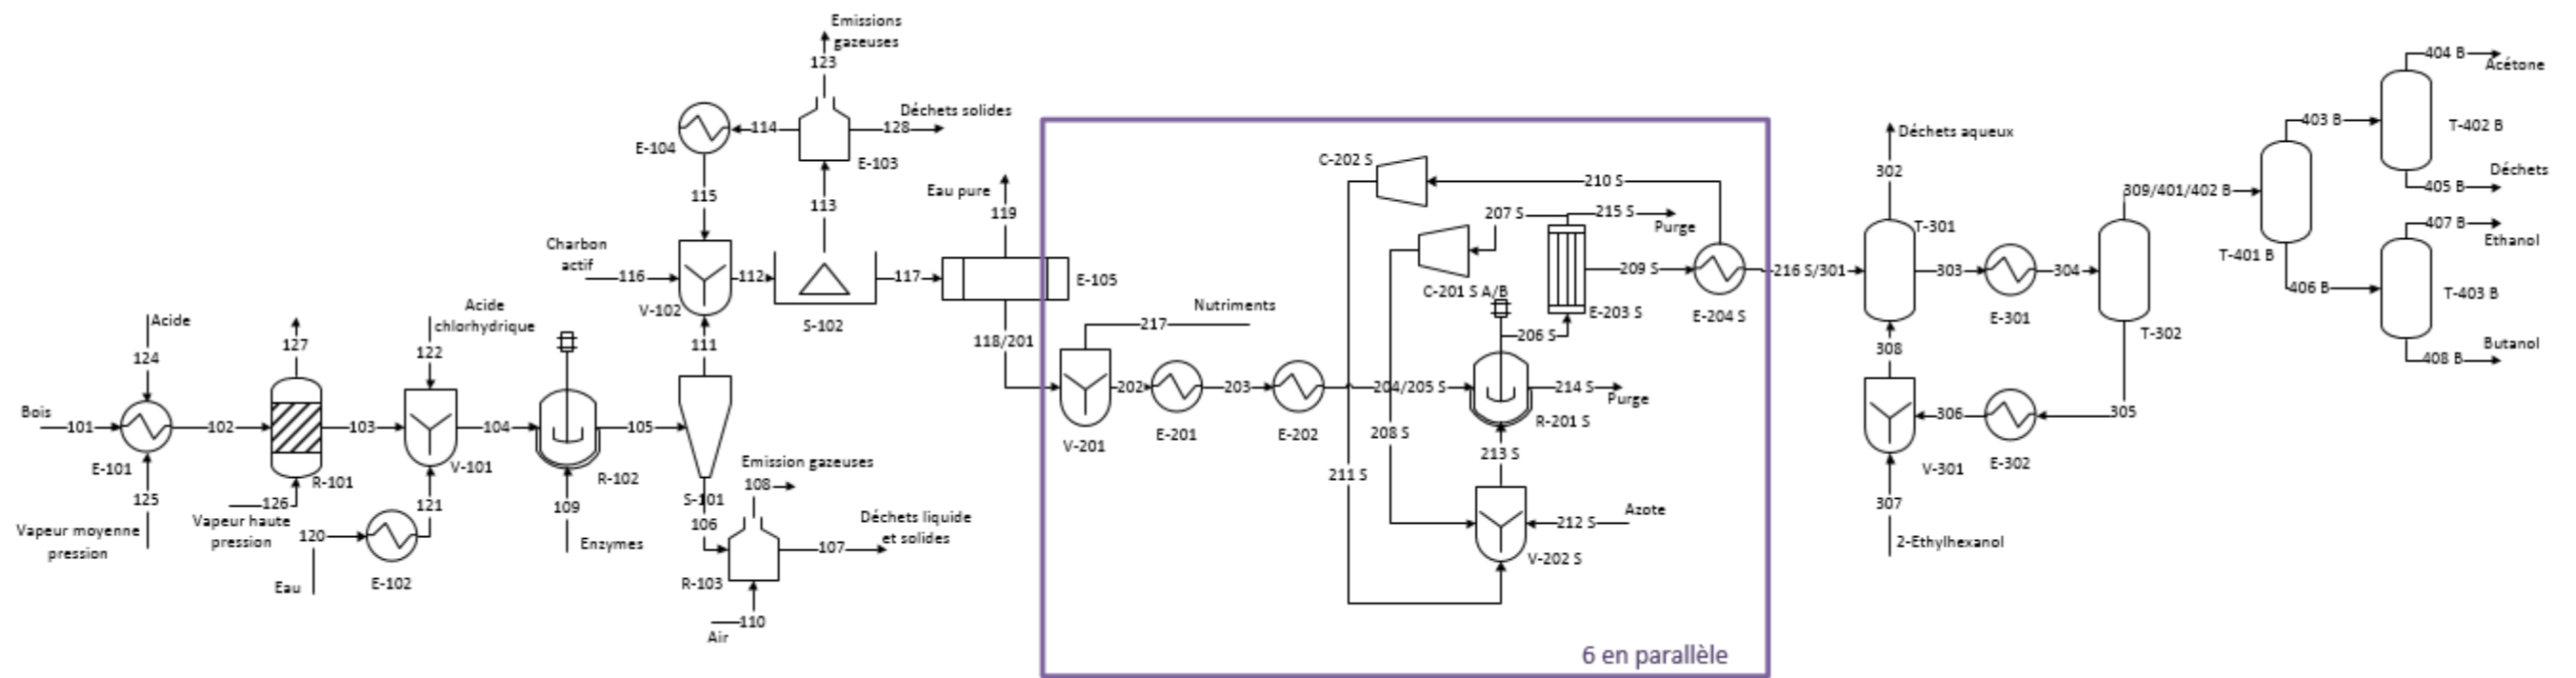 Emissions
gazeuses
123
Déchets solides
114
128
E-104
E-103
115
113
Charbon
actif
116
112
V-102
S-102
117
Eau pure
119
E-105
118/201
Bois
101
Acide
124
E-101
125
Vapeur moyenne
pression
102
127
R-101
126
Vapeur haute
pression
103
Acide
chlorhydrique
122
V-101
121
120
Eau
E-102
104
R-102
109
Enzymes
105
111
S-101
106
Emission gazeuses
108
Déchets liquide
et solides
107
R-103
110
Air
Nutriments
217
V-201
202
E-201
203
E-202
204/205 S
C-202 S
210 S
207 S
215 S
Purge
C-201 S A/B
209 S
E-203 S
E-204 S
206 S
214 S
Purge
R-201 S
208 S
211 S
213 S
Azote
212 S
V-202 S
6 en parallèle
216 S/301
Déchets aqueux
302
T-301
303
E-301
304
308
V-301
306
E-302
305
307
2-Ethylhexanol
T-302
309/401/402 B
T-401 B
403 B
406 B
404 B
Acétone
T-402 B
Déchets
405 B
407 B
Ethanol
T-403 B
Butanol
408 B